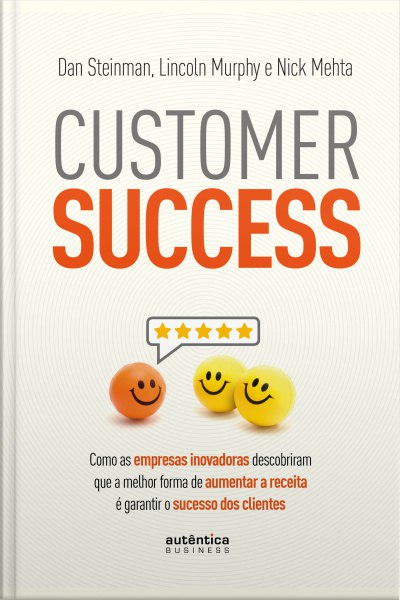 Dan Steinman, Lincoln Murphy e Nick Mehta
CUSTOMER
SUCCESS
Como as empresas inovadoras descobriram
que a melhor forma de aumentar a receita
é garantir o sucesso dos clientes
autêntica
BUSINESS